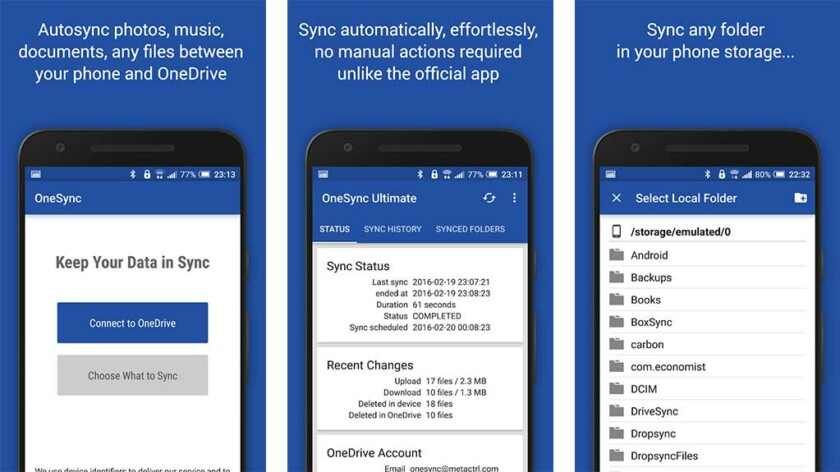 Autosync photos, music,
documents, any files between
your phone and OneDrive
77% 23:13
OneSync
Keep Your Data in Sync
Connect to OneDrive
Choose What to Sync
We use device identifiers to deliver our service and to
Sync automatically, effortlessly,
no manual actions required
unlike the official app
77% 23:11
OneSync Ultimate
STATUS SYNC HISTORY SYNCED FOLDERS
Sync Status
Last sync 2016-02-19 23:07:21
ended at 2016-02-19 23:08:23
Duration 61 seconds
Status COMPLETED
Sync scheduled 2016-02-20 00:08:23
Recent Changes
Upload 17 files / 2.3 MB
Download 10 files / 1.3 MB
Deleted in device 18 files
Deleted in OneDrive 10 files
OneDrive Account
Email onesync@metactrl.com
Sync any folder
in your phone storage...
80% 22:32
Select Local Folder
/storage/emulated/0
Android
Backups
Books
BoxSync
carbon
com.economist
DCIM
DriveSync
Dropsync
DropsyncFiles